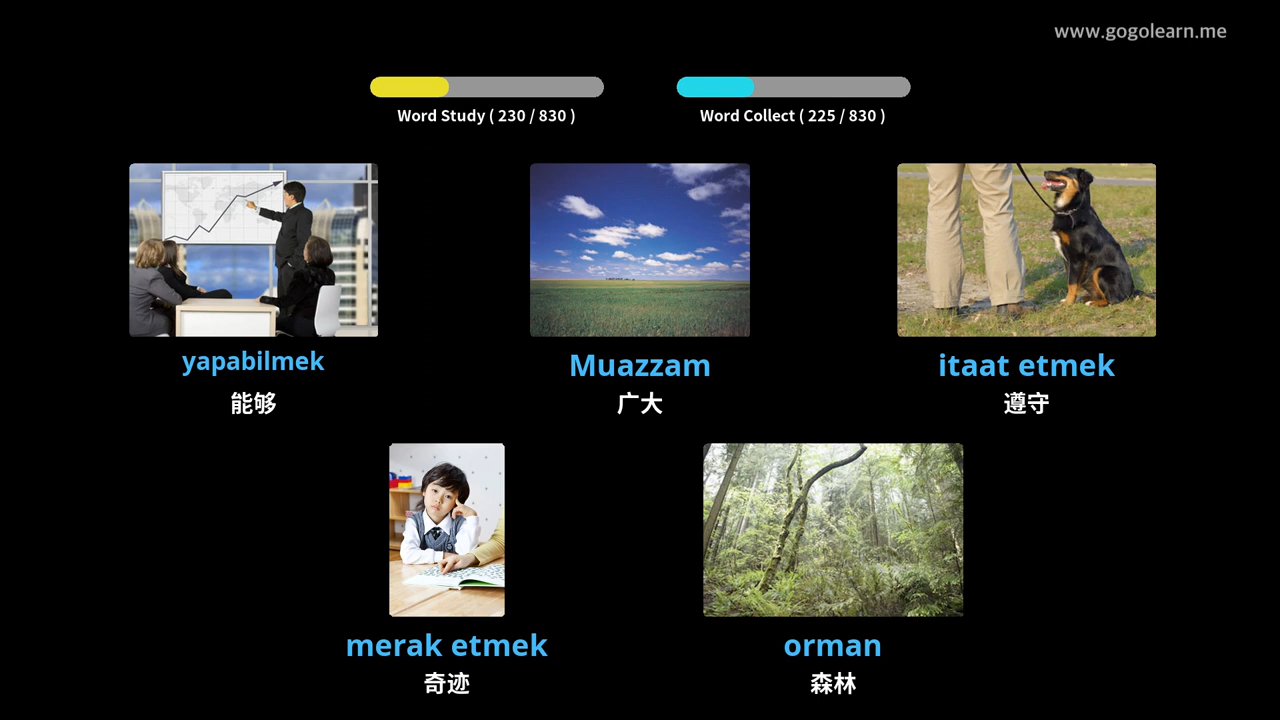 www.gogolearn.me
Word Study ( 230 / 830 )
Word Collect ( 225 / 830 )
yapabilmek
能够
Muazzam
广大
itaat etmek
遵守
merak etmek
奇迹
orman
森林